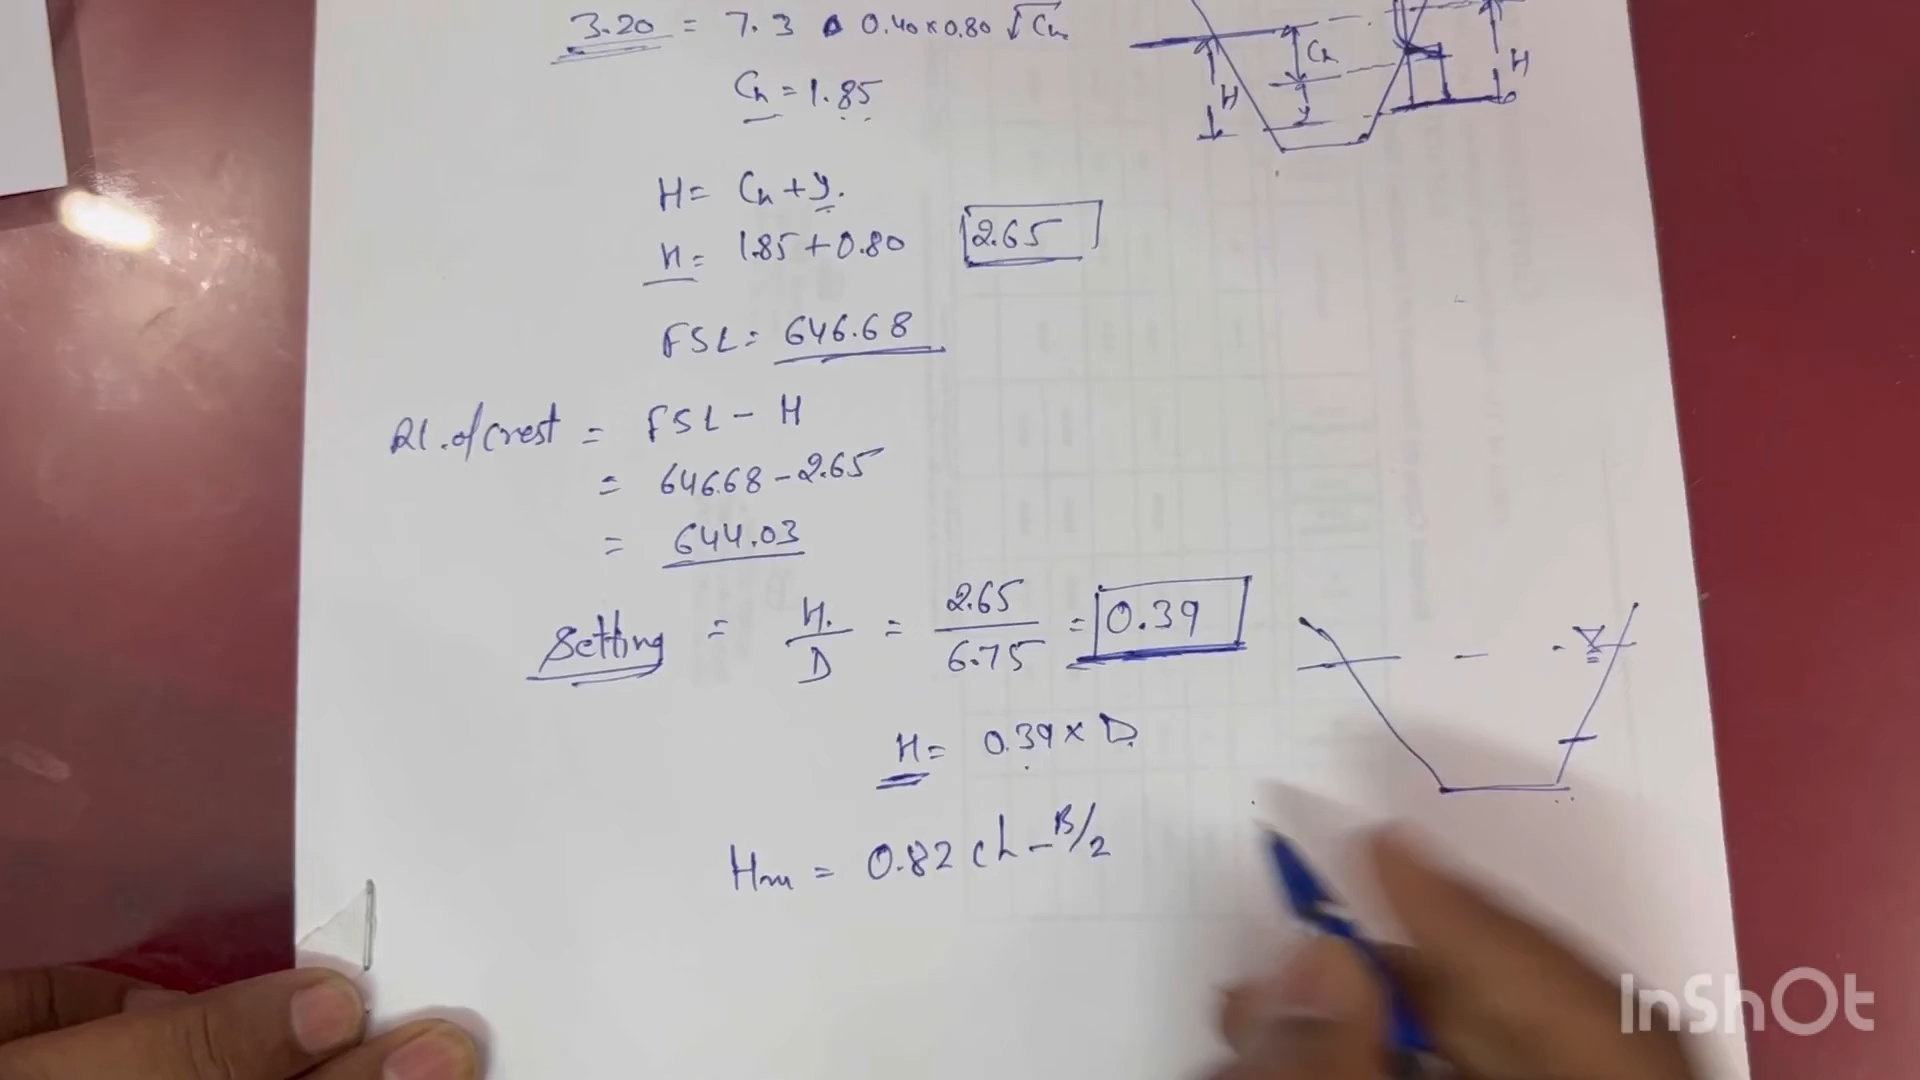 3.20 = 7.3 0.40×0.80 √Ch
Ch = 1.85
H = Ch + y.
H = 1.85 + 0.80 2.65
FSL = 646.68
RL. of Crest = FSL - H
= 646.68 - 2.65
= 644.03
Setting = H/D = 2.65/6.75 = 0.39
H = 0.39 × D
Hm = 0.82 ch - B/2
H
Ch
y
H
InShOt